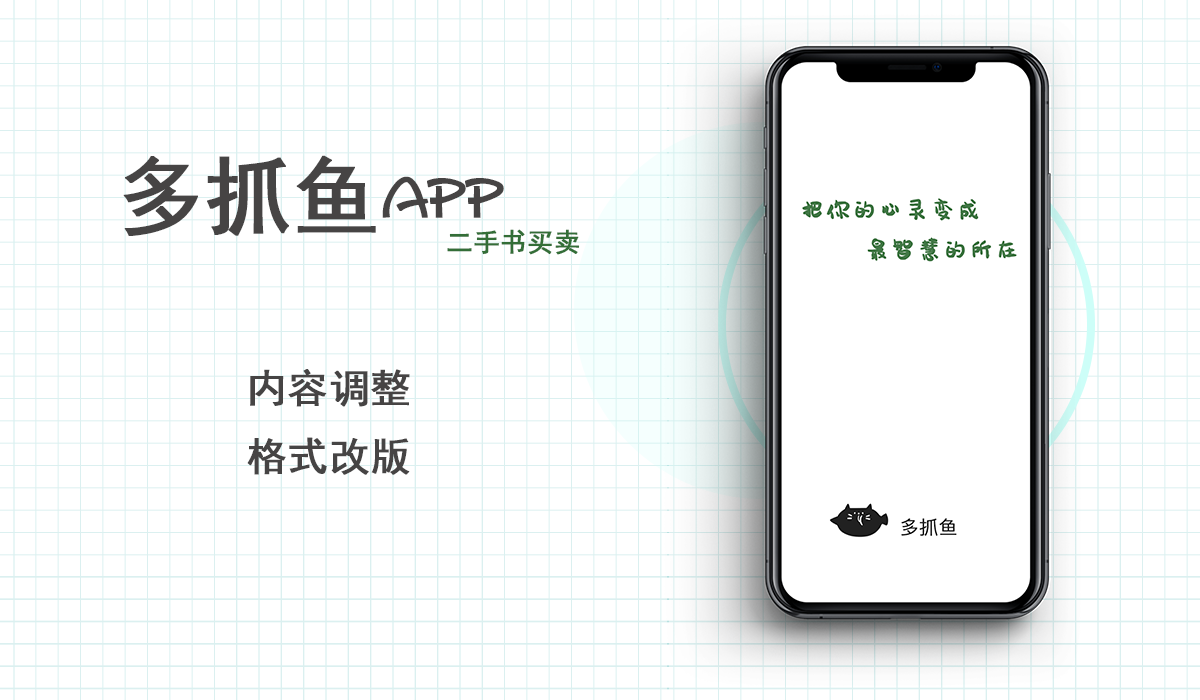 多抓鱼APP
二手书买卖
内容调整
格式改版
把你的心灵变成
最智慧的所在
多抓鱼